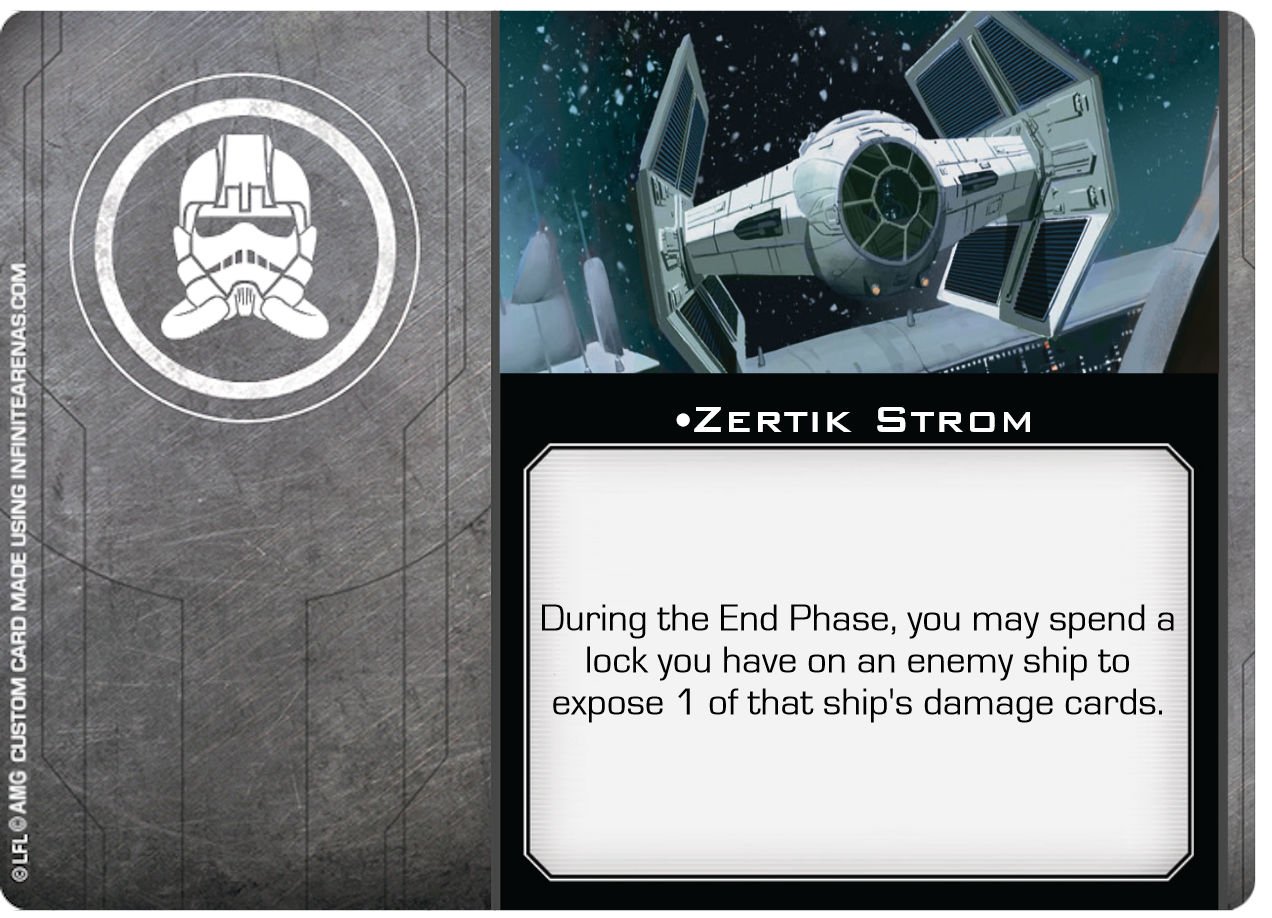 •Zertik Strom
During the End Phase, you may spend a
lock you have on an enemy ship to
expose 1 of that ship's damage cards.
©LFL©AMG CUSTOM CARD MADE USING INFINITEARENAS.COM